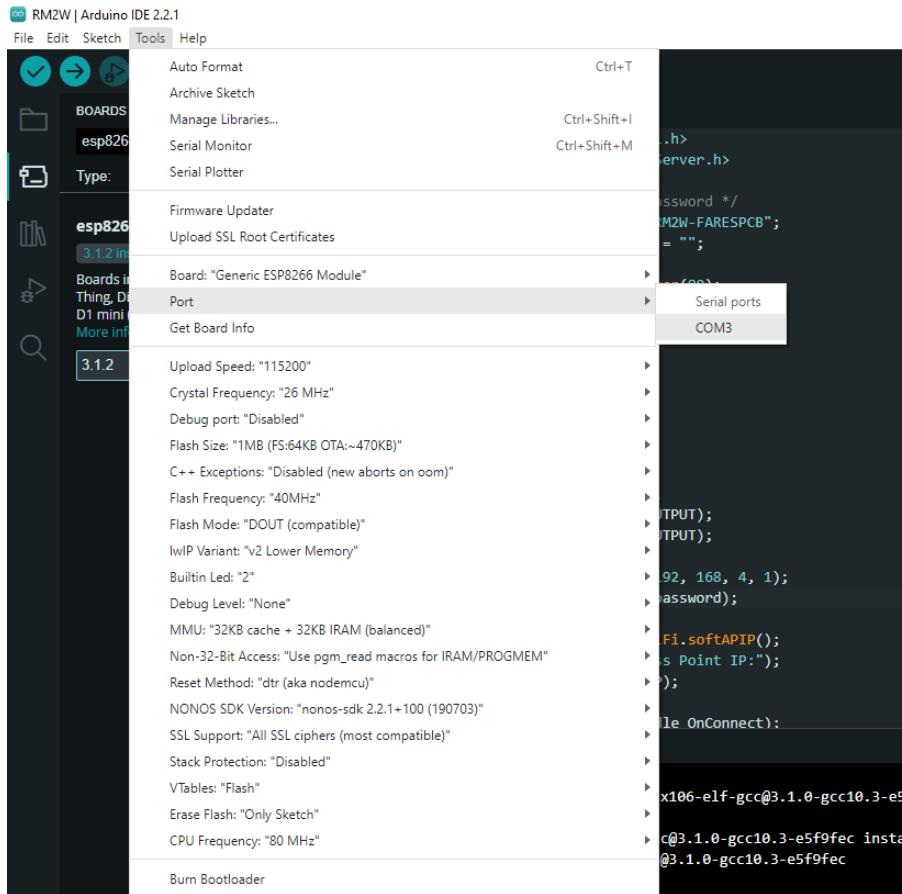 RM2W | Arduino IDE 2.2.1
File Edit Sketch Tools Help
BOARDS
esp826
Type:
esp826
3.1.2 in
Boards i
Thing, Di
D1 mini (
More inf
3.1.2
Auto Format Ctrl+T
Archive Sketch
Manage Libraries... Ctrl+Shift+I
Serial Monitor Ctrl+Shift+M
Serial Plotter
Firmware Updater
Upload SSL Root Certificates
Board: "Generic ESP8266 Module"
Port
Get Board Info
Upload Speed: "115200"
Crystal Frequency: "26 MHz"
Debug port: "Disabled"
Flash Size: "1MB (FS:64KB OTA:~470KB)"
C++ Exceptions: "Disabled (new aborts on oom)"
Flash Frequency: "40MHz"
Flash Mode: "DOUT (compatible)"
lwIP Variant: "v2 Lower Memory"
Builtin Led: "2"
Debug Level: "None"
MMU: "32KB cache + 32KB IRAM (balanced)"
Non-32-Bit Access: "Use pgm_read macros for IRAM/PROGMEM"
Reset Method: "dtr (aka nodemcu)"
NONOS SDK Version: "nonos-sdk 2.2.1+100 (190703)"
SSL Support: "All SSL ciphers (most compatible)"
Stack Protection: "Disabled"
VTables: "Flash"
Erase Flash: "Only Sketch"
CPU Frequency: "80 MHz"
Burn Bootloader
Serial ports
COM3
.h>
erver.h>
ssword */
M2W-FARESPCB";
= "";
TPUT);
TPUT);
92, 168, 4, 1);
assword);
Fi.softAPIP();
s Point IP:");
);
le_OnConnect);
x106-elf-gcc@3.1.0-gcc10.3-e5
c@3.1.0-gcc10.3-e5f9fec insta
@3.1.0-gcc10.3-e5f9fec